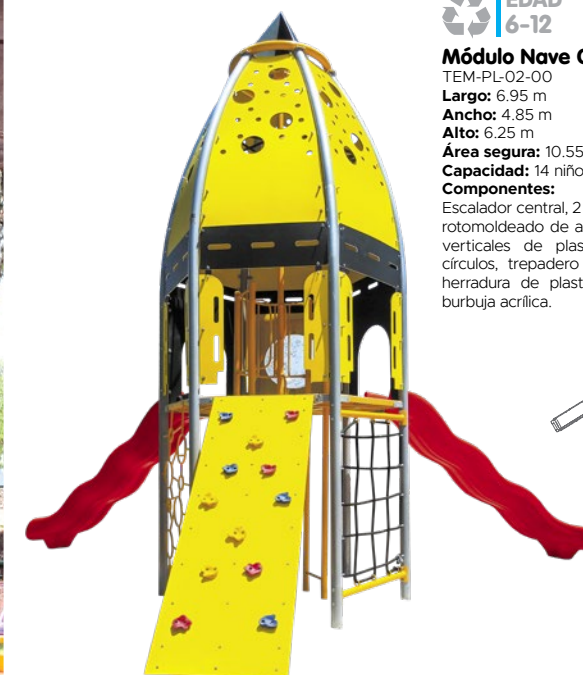 EDAD
6-12
Módulo Nave
TEM-PL-02-00
Largo: 6.95 m
Ancho: 4.85 m
Alto: 6.25 m
Área segura: 10.55
Capacidad: 14 niño
Componentes:
Escalador central, 2
rotomoldeado de a
verticales de plas
círculos, trepadero
herradura de plast
burbuja acrílica.